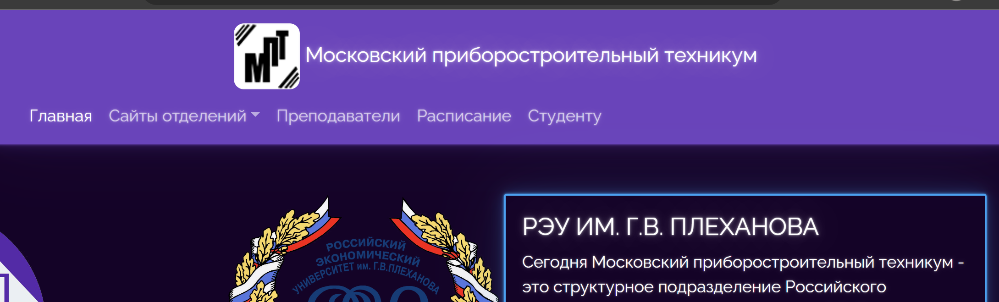 МПТ
Московский приборостроительный техникум
Главная Сайты отделений Преподаватели Расписание Студенту
РОССИЙСКИЙ
ЭКОНОМИЧЕСКИЙ
УНИВЕРСИТЕТ им. Г.В.ПЛЕХАНОВА
РЭУ ИМ. Г.В. ПЛЕХАНОВА
Сегодня Московский приборостроительный техникум -
это структурное подразделение Российского